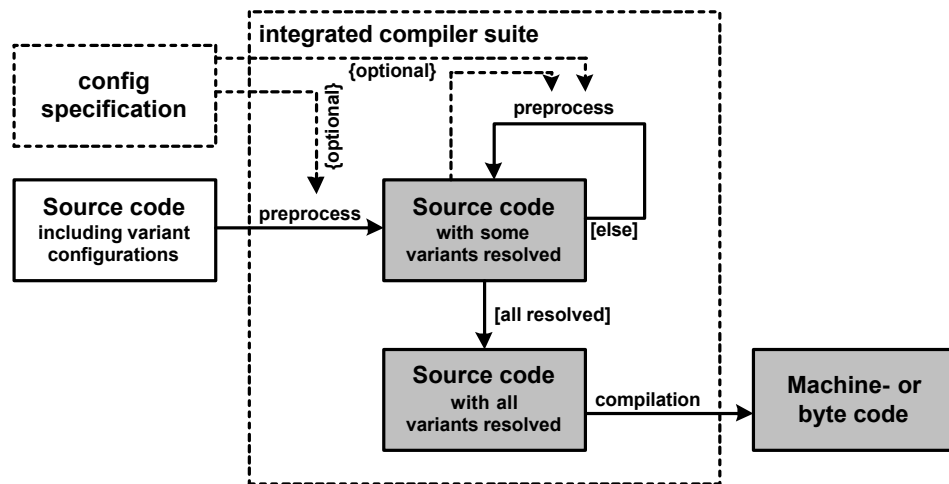 integrated compiler suite
config
specification
{optional}
{optional}
preprocess
Source code
including variant
configurations
preprocess
Source code
with some
variants resolved
[else]
[all resolved]
Source code
with all
variants resolved
compilation
Machine- or
byte code